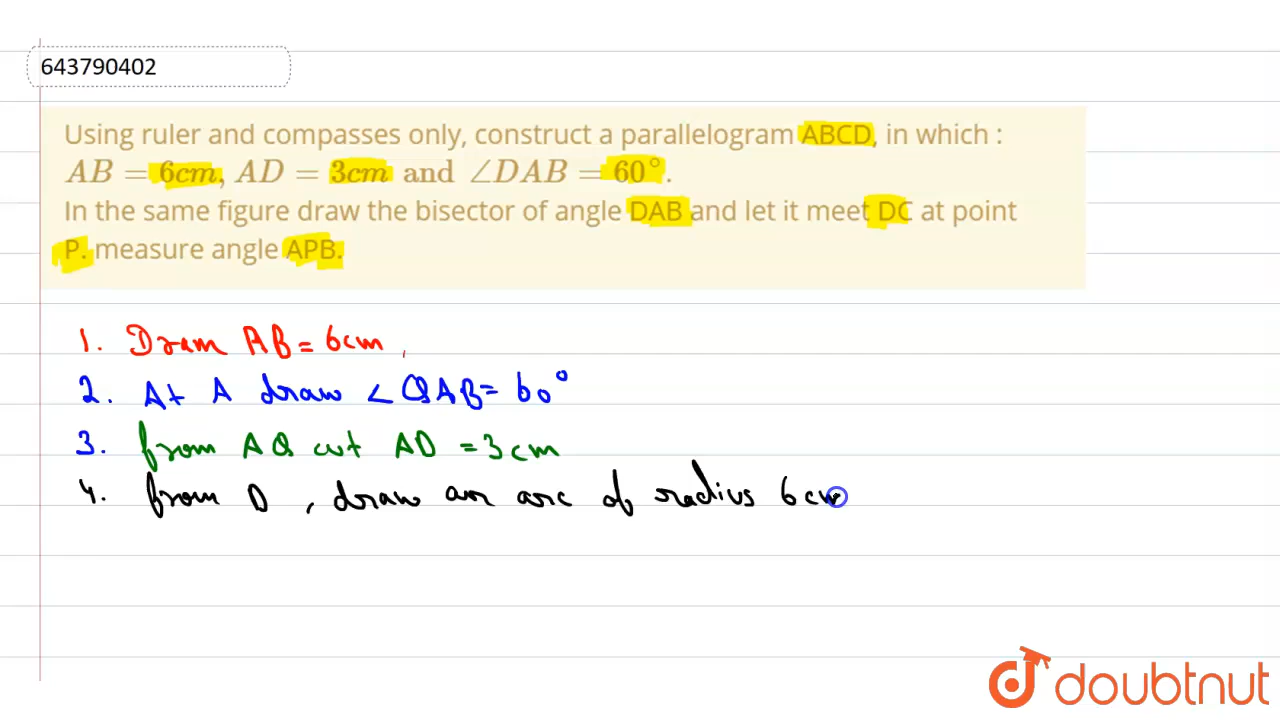 643790402
Using ruler and compasses only, construct a parallelogram ABCD, in which :
AB = 6cm, AD = 3cm and ∠DAB = 60°.
In the same figure draw the bisector of angle DAB and let it meet DC at point
P. measure angle APB.
1. Draw AB = 6cm,
2. At A draw ∠QAB = 60°
3. from AQ cut AD = 3cm
4. from D, draw an arc of radius 6cm
doubtnut